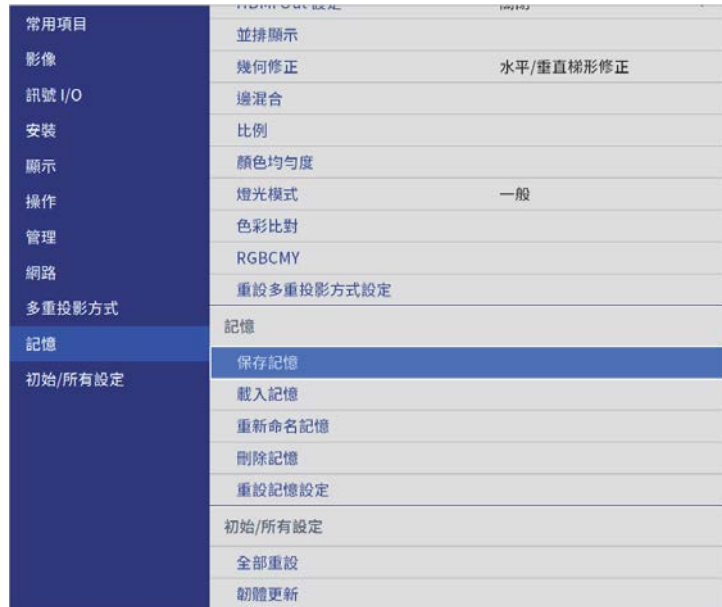 常用項目
影像
訊號 I/O
安裝
顯示
操作
管理
網路
多重投影方式
記憶
初始/所有設定
並排顯示
幾何修正 水平/垂直梯形修正
邊混合
比例
顏色均勻度
燈光模式 一般
色彩比對
RGBCMY
重設多重投影方式設定
記憶
保存記憶
載入記憶
重新命名記憶
刪除記憶
重設記憶設定
初始/所有設定
全部重設
韌體更新